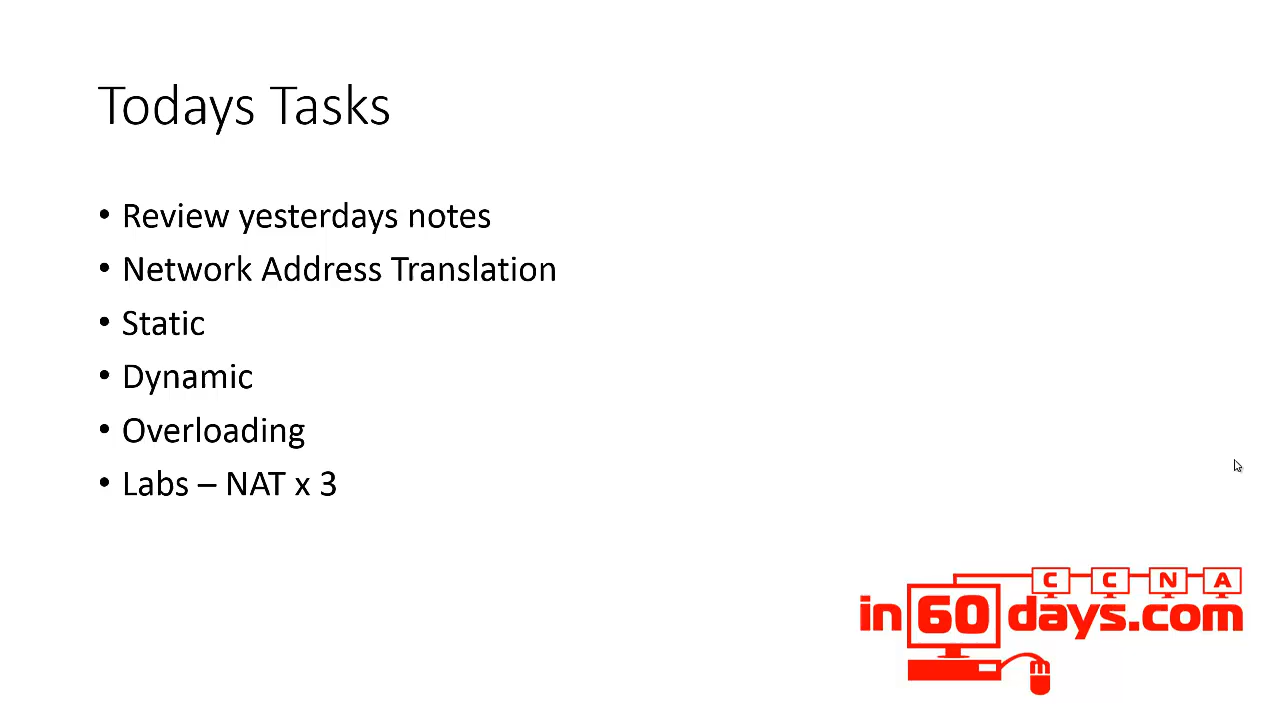 Todays Tasks
• Review yesterdays notes
• Network Address Translation
• Static
• Dynamic
• Overloading
• Labs – NAT x 3
C C N A
in 60 days.com